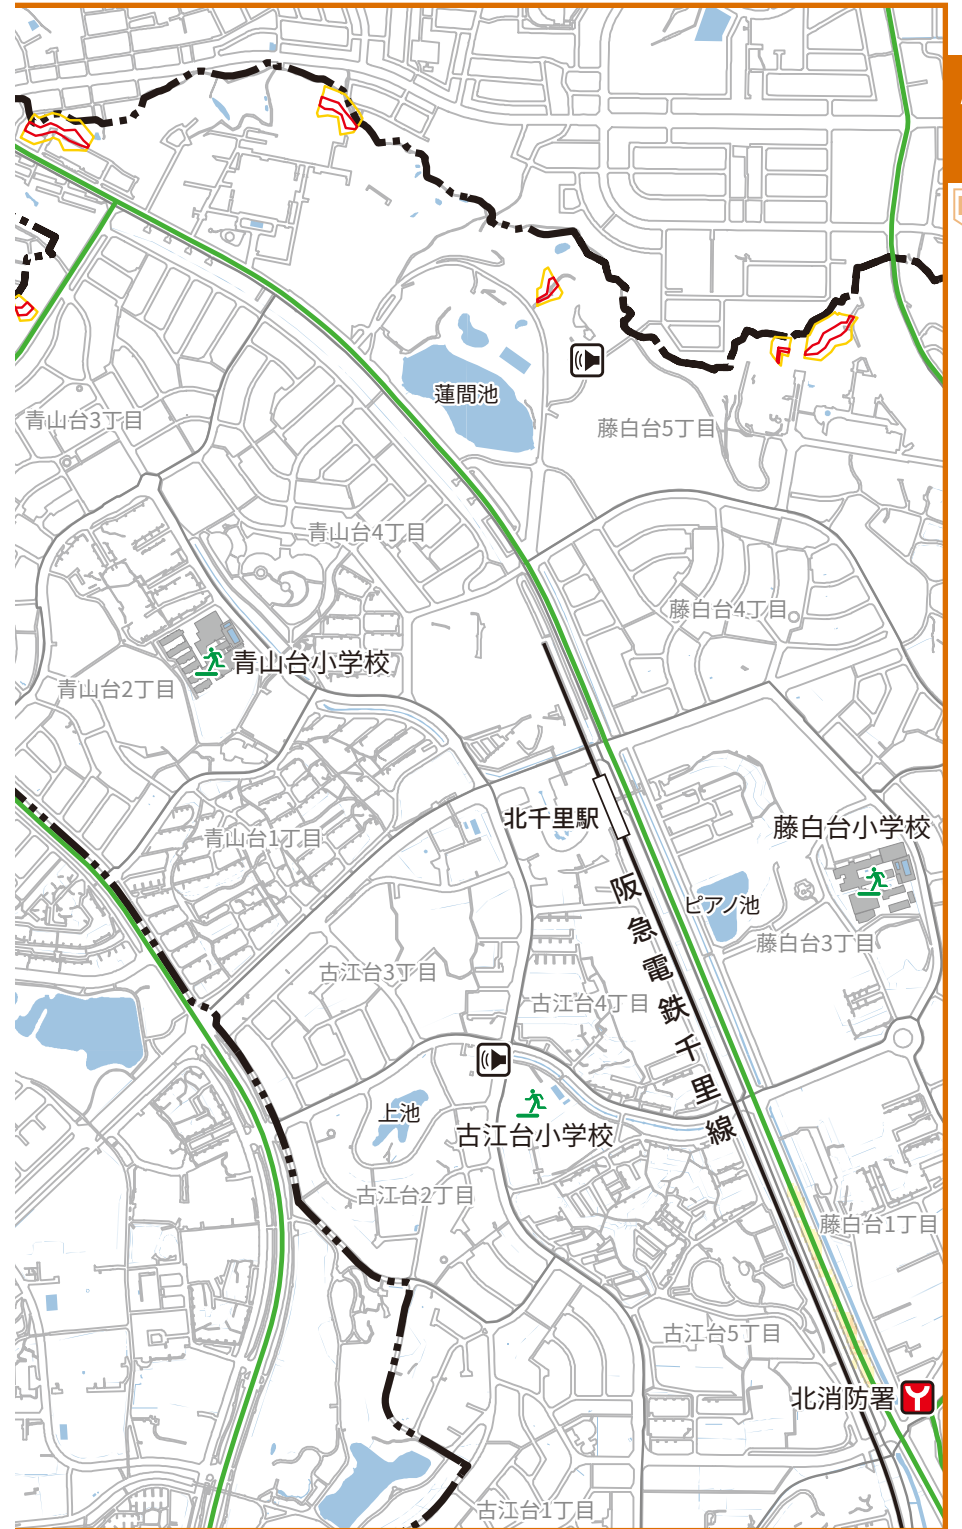 蓮間池
青山台3丁目
藤白台5丁目
青山台4丁目
藤白台4丁目
青山台小学校
青山台2丁目
北千里駅
藤白台小学校
青山台1丁目
ピアノ池
藤白台3丁目
古江台3丁目
古江台4丁目
阪急電鉄千里線
上池
古江台小学校
古江台2丁目
藤白台1丁目
古江台5丁目
北消防署
古江台1丁目